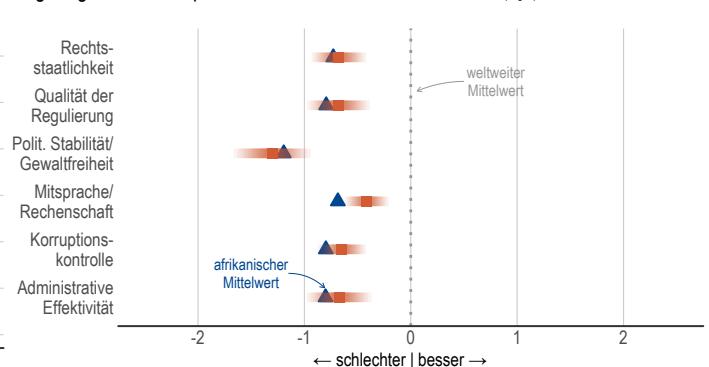 Rechts-
staatlichkeit
weltweiter
Mittelwert
Qualität der
Regulierung
Polit. Stabilität/
Gewaltfreiheit
Mitsprache/
Rechenschaft
Korruptions-
kontrolle
afrikanischer
Mittelwert
Administrative
Effektivität
-2 -1 0 1 2
← schlechter | besser →